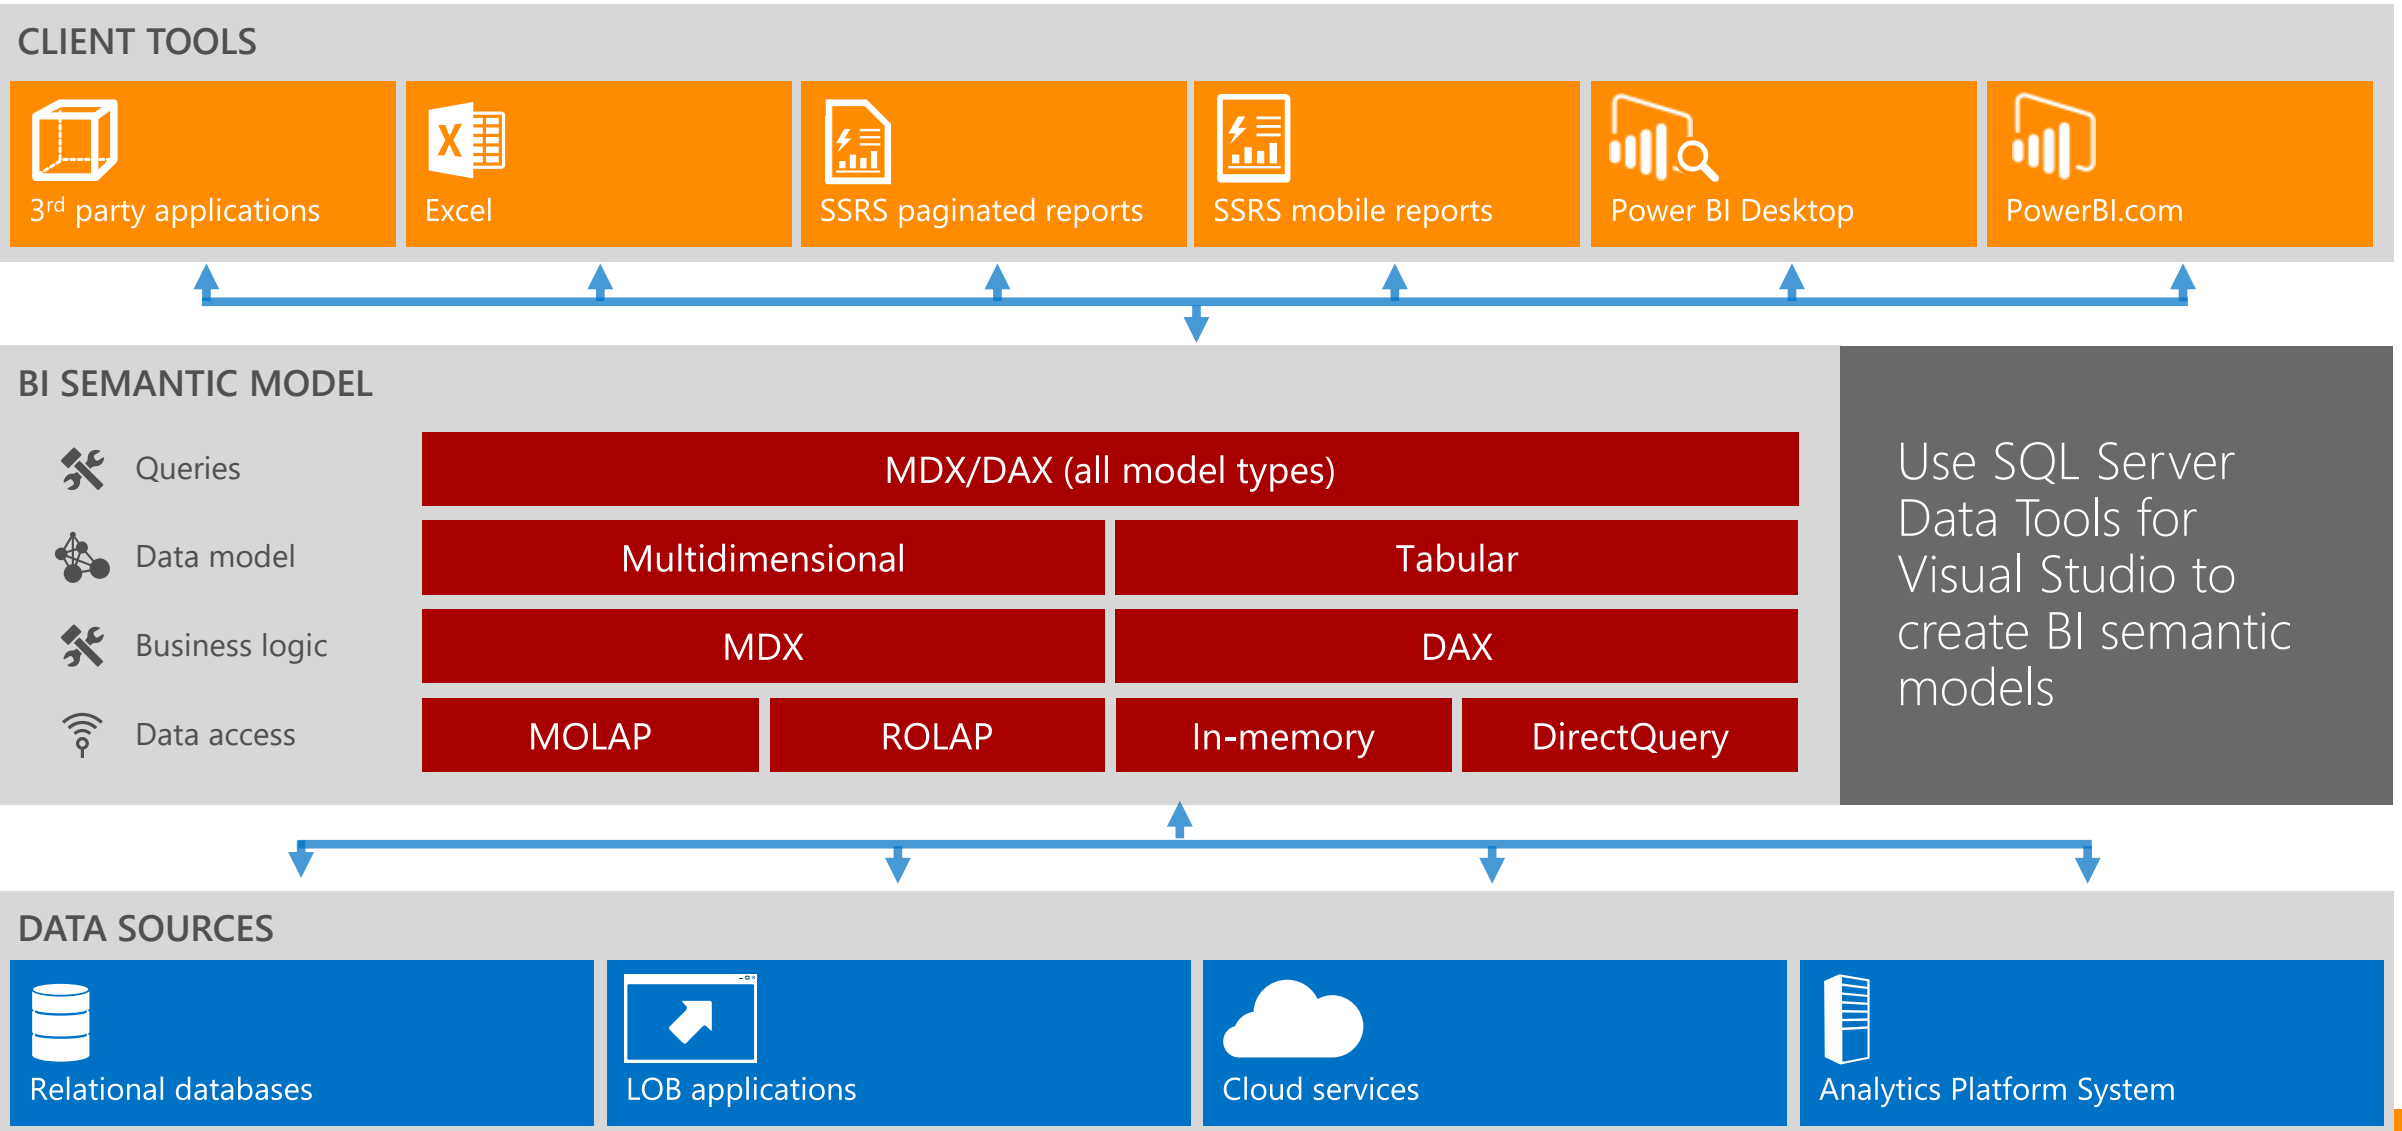 CLIENT TOOLS
3rd party applications
Excel
SSRS paginated reports
SSRS mobile reports
Power BI Desktop
PowerBI.com
BI SEMANTIC MODEL
Queries
MDX/DAX (all model types)
Data model
Multidimensional
Tabular
Business logic
MDX
DAX
Data access
MOLAP
ROLAP
In-memory
DirectQuery
Use SQL Server
Data Tools for
Visual Studio to
create BI semantic
models
DATA SOURCES
Relational databases
LOB applications
Cloud services
Analytics Platform System